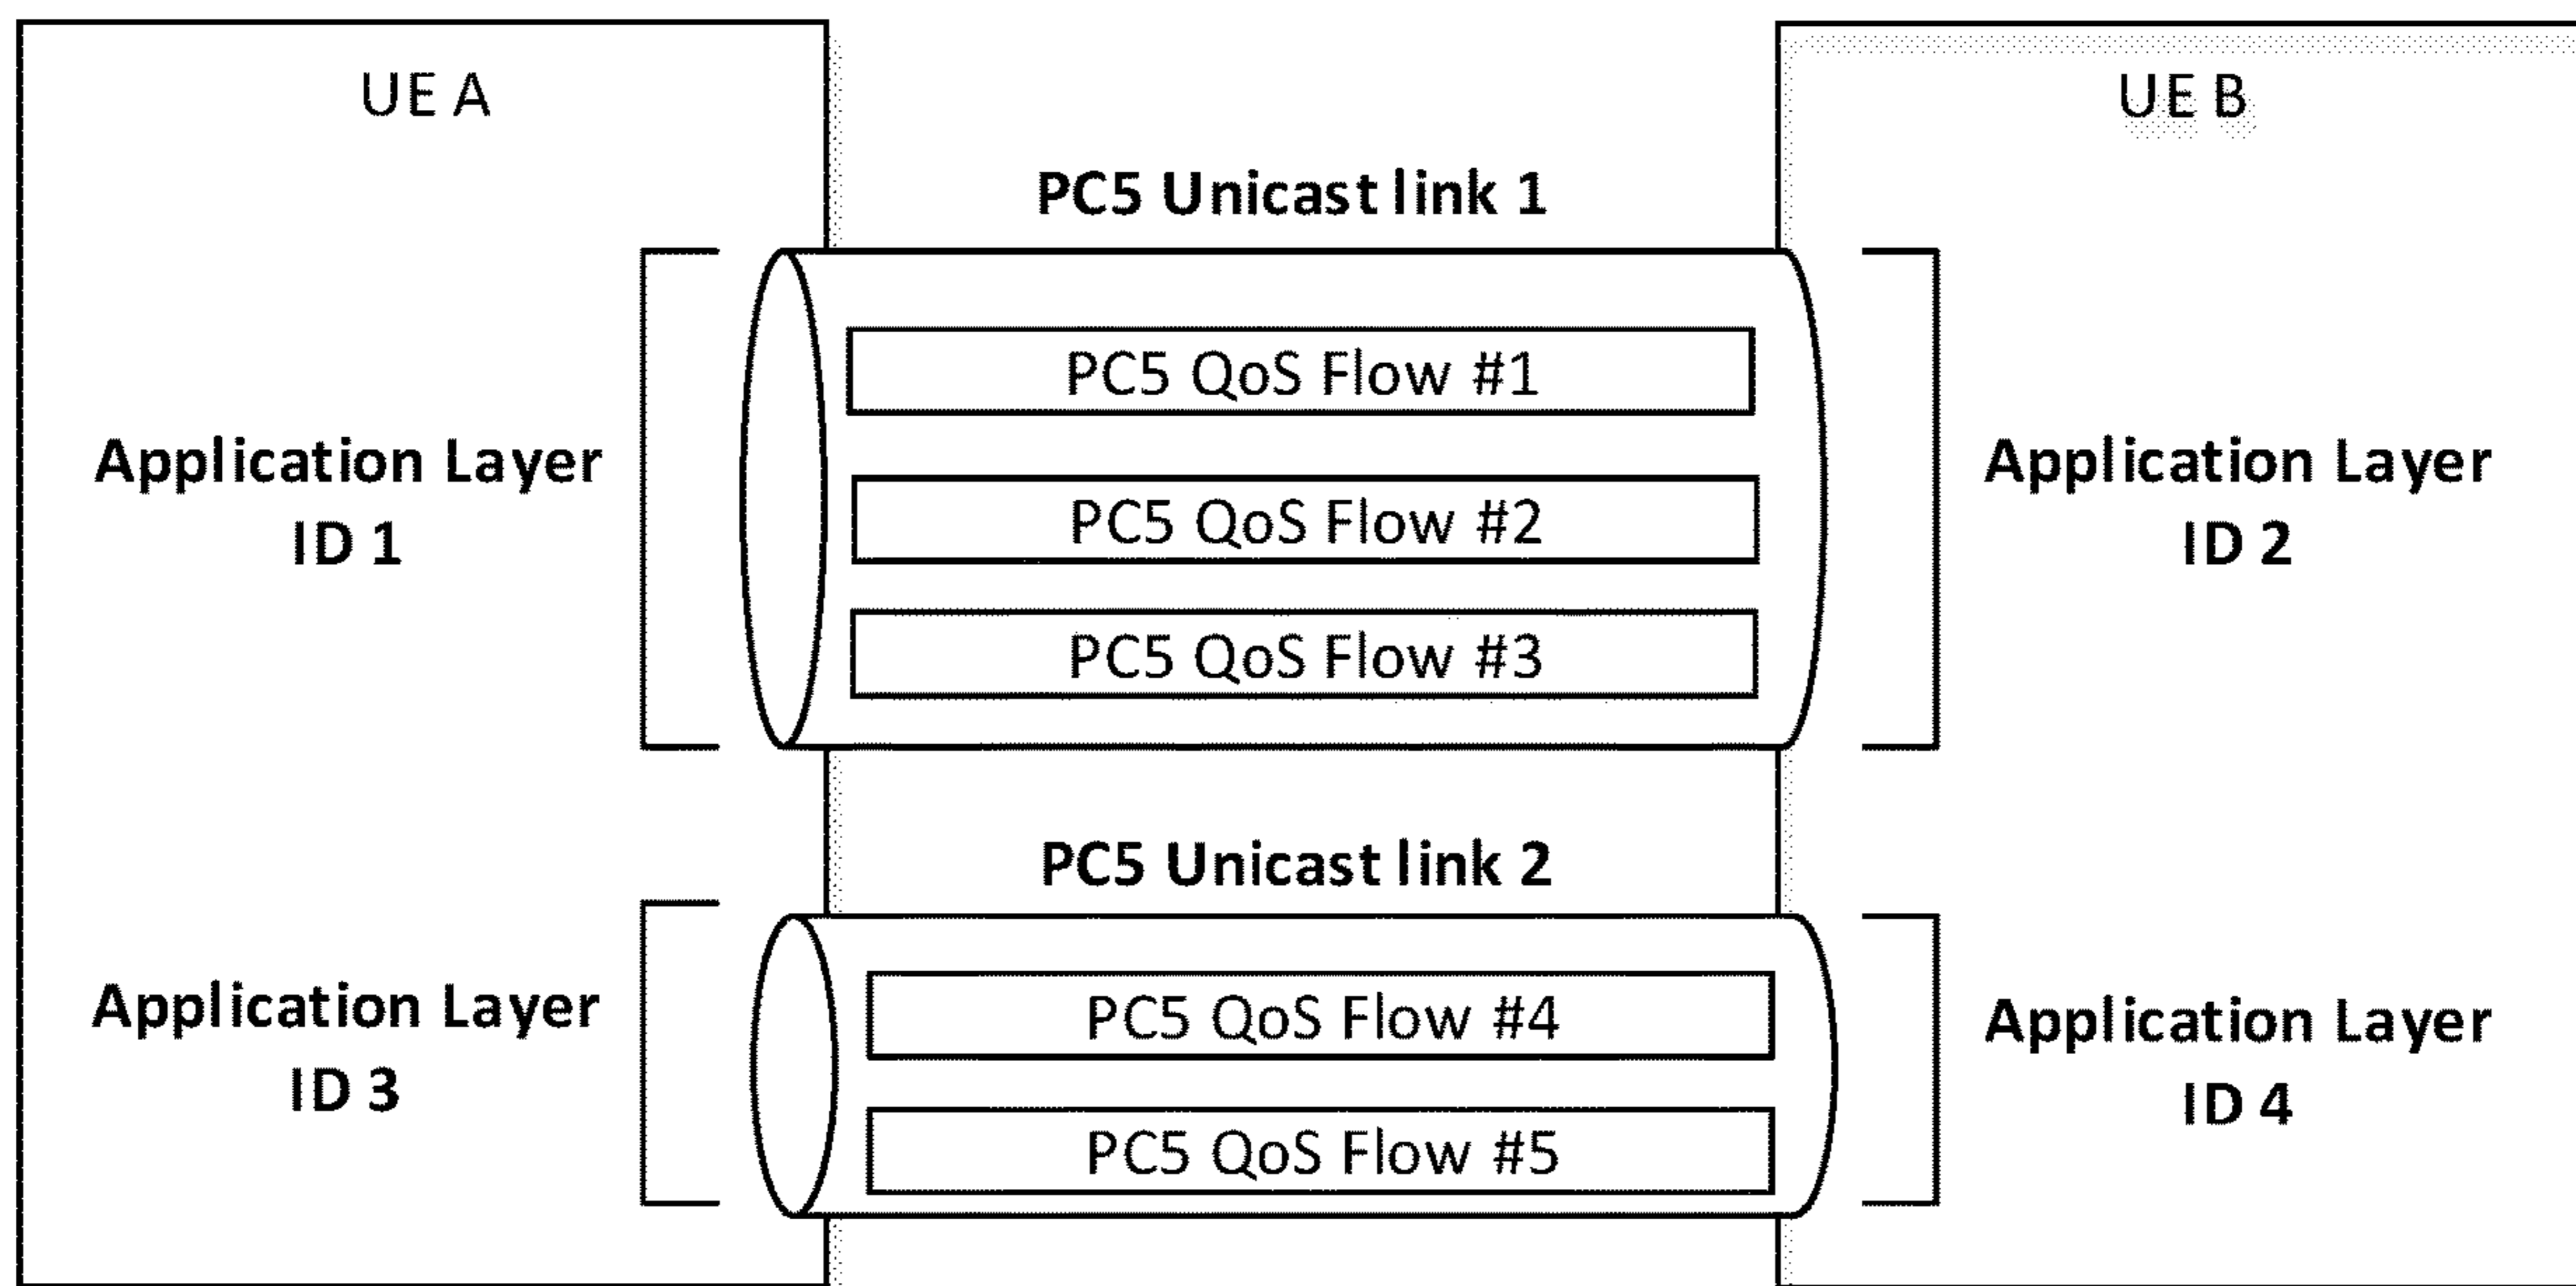 UE A
UE B
PC5 Unicast link 1
PC5 QoS Flow #1
PC5 QoS Flow #2
PC5 QoS Flow #3
Application Layer
ID 1
Application Layer
ID 2
PC5 Unicast link 2
PC5 QoS Flow #4
PC5 QoS Flow #5
Application Layer
ID 3
Application Layer
ID 4